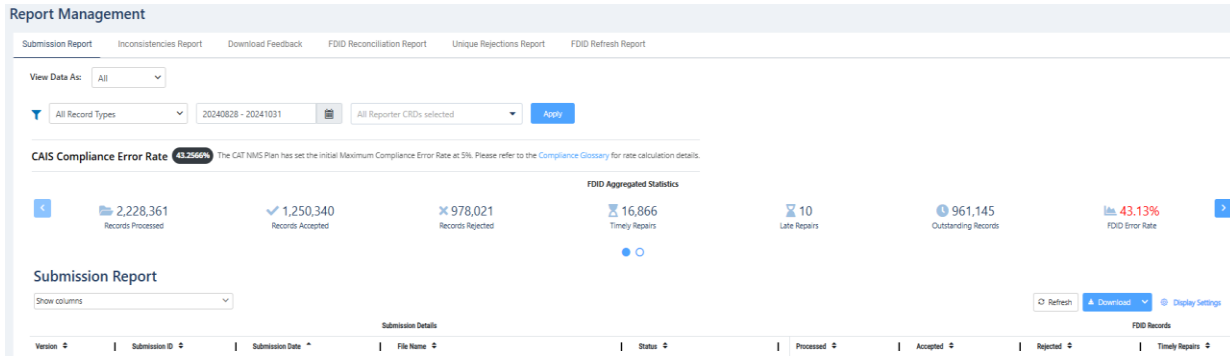 Report Management
Submission Report Inconsistencies Report Download Feedback FDID Reconciliation Report Unique Rejections Report FDID Refresh Report
View Data As: All
All Record Types 20240828 - 20241031 All Reporter CRDs selected Apply
CAIS Compliance Error Rate 43.2566% The CAT NMS Plan has set the initial Maximum Compliance Error Rate at 5%. Please refer to the Compliance Glossary for rate calculation details.
FDID Aggregated Statistics
2,228,361 1,250,340 978,021 16,866 10 961,145 43.13%
Records Processed Records Accepted Records Rejected Timely Repairs Late Repairs Outstanding Records FDID Error Rate
Submission Report
Show columns Refresh Download Display Settings
Submission Details FDID Records
Version Submission ID Submission Date File Name Status Processed Accepted Rejected Timely Repairs